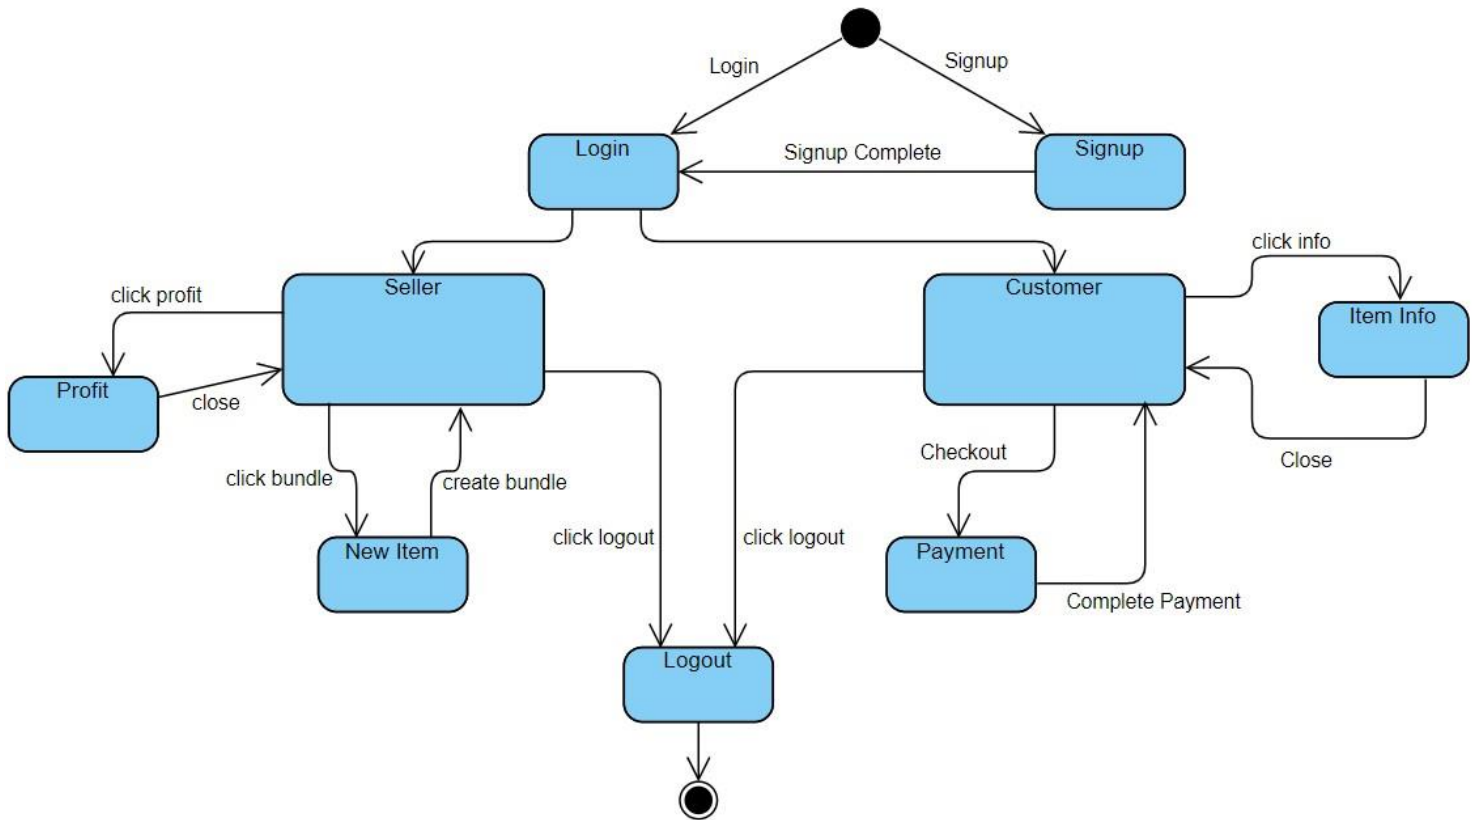 Login
Signup
Login
Signup Complete
Signup
click info
Seller
Customer
click profit
Item Info
Profit
close
Checkout
Close
click bundle
create bundle
click logout
click logout
New Item
Payment
Complete Payment
Logout